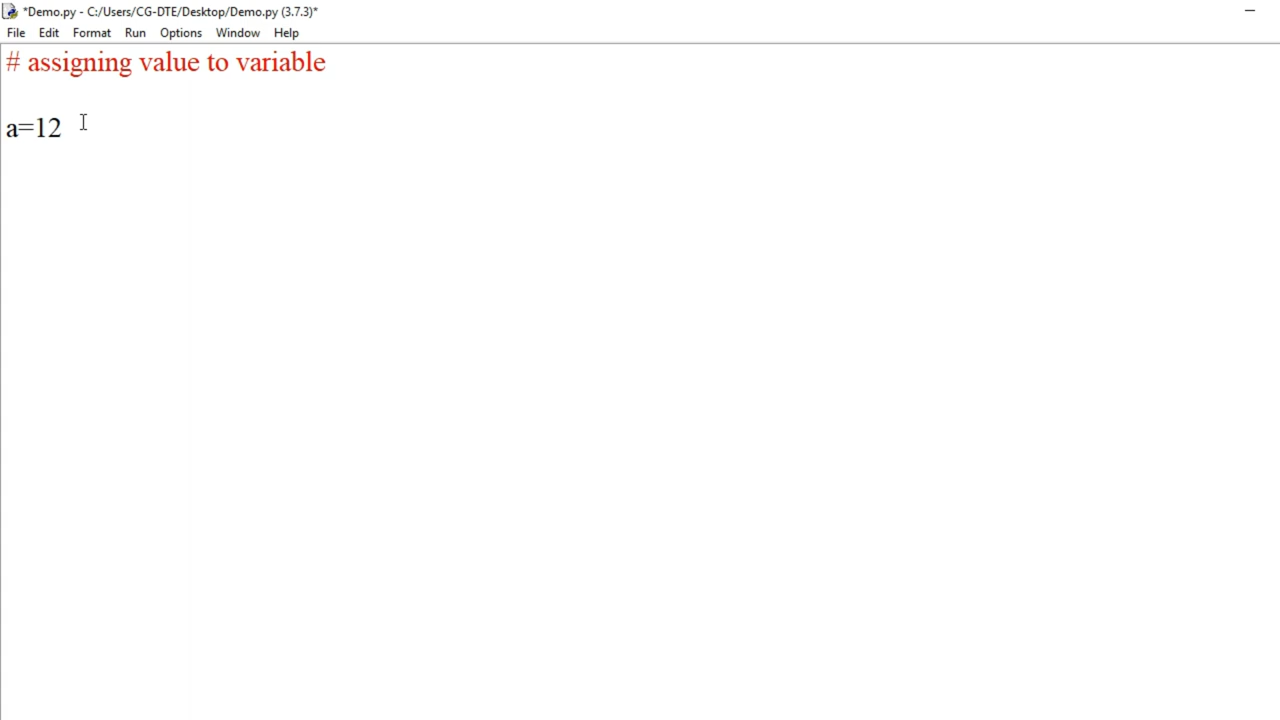 *Demo.py - C:/Users/CG-DTE/Desktop/Demo.py (3.7.3)*
File Edit Format Run Options Window Help
# assigning value to variable
a=12